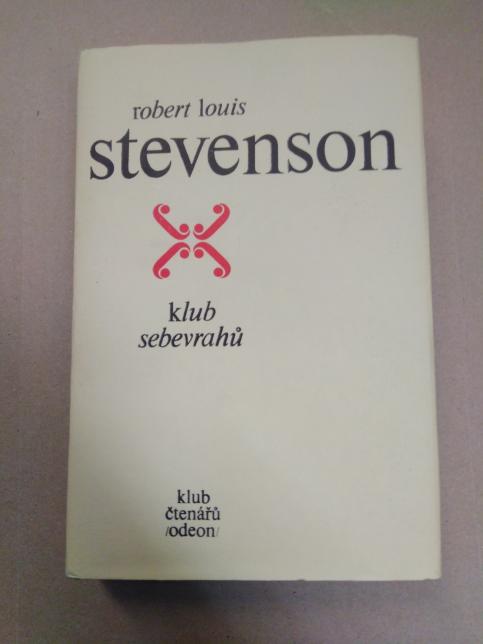 robert louis
stevenson
klub
sebevrahů
klub
čtenářů
/odeon/